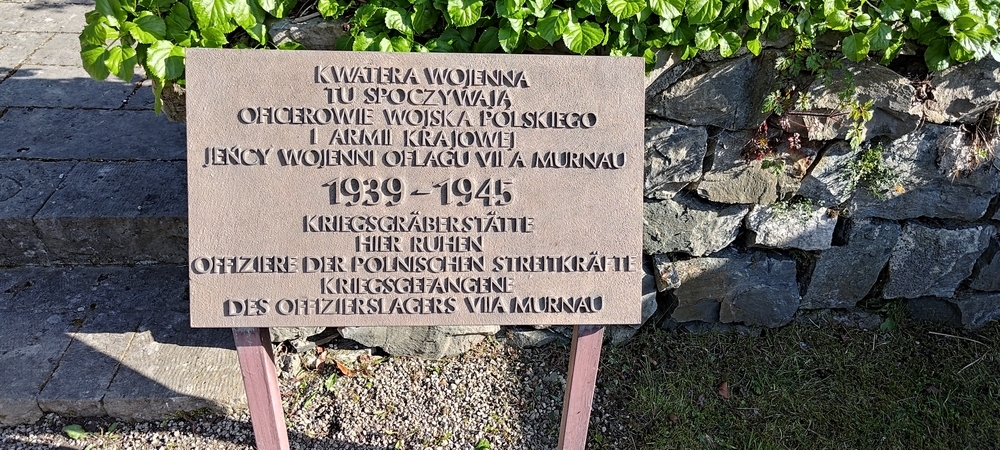 KWATERA WOJENNA
TU SPOCZYWAJĄ
OFICEROWIE WOJSKA POLSKIEGO
I ARMII KRAJOWEJ
JEŃCY WOJENNI OFLAGU VII A MURNAU
1939 – 1945
KRIEGSGRÄBERSTÄTTE
HIER RUHEN
OFFIZIERE DER POLNISCHEN STREITKRÄFTE
KRIEGSGEFANGENE
DES OFFIZIERSLAGERS VIIA MURNAU